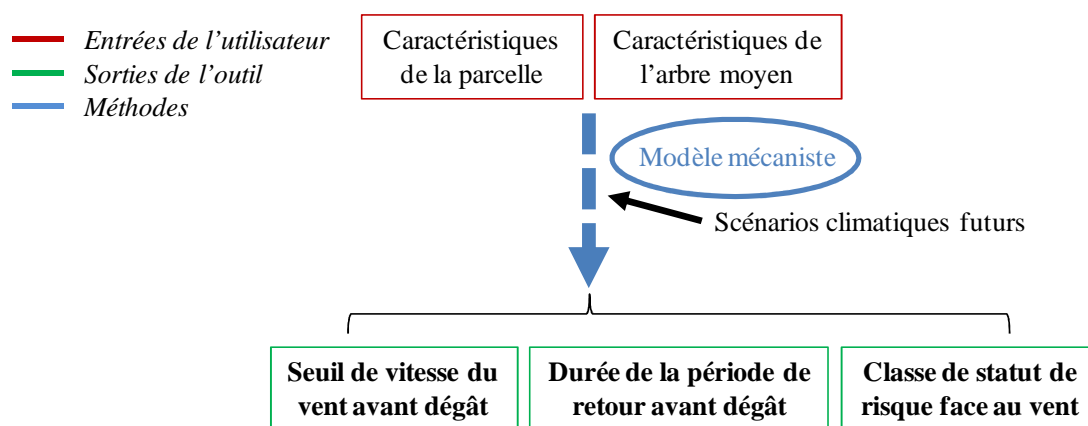 Entrées de l'utilisateur
Sorties de l'outil
Méthodes
Caractéristiques
de la parcelle
Caractéristiques de
l'arbre moyen
Modèle mécaniste
Scénarios climatiques futurs
Seuil de vitesse du
vent avant dégât
Durée de la période de
retour avant dégât
Classe de statut de
risque face au vent